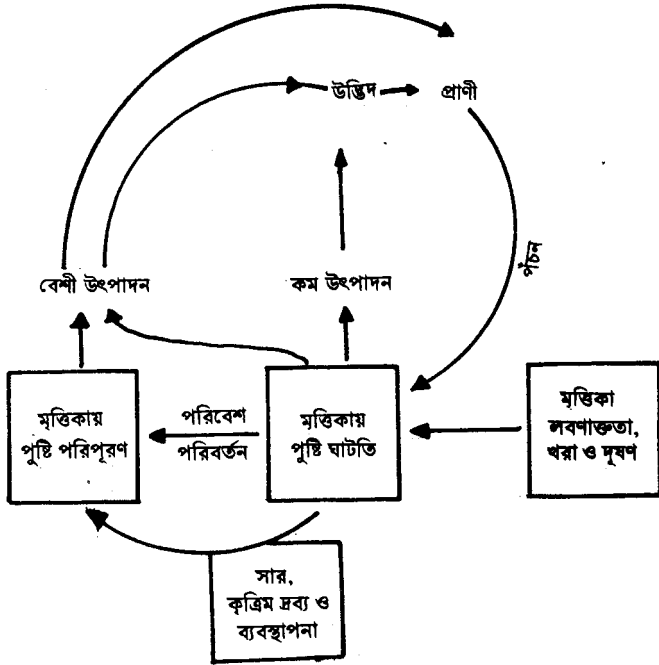 উদ্ভিদ
প্রাণী
পঁচন
বেশী উৎপাদন
কম উৎপাদন
মৃত্তিকায়
পুষ্টি পরিপূরণ
পরিবেশ
পরিবর্তন
মৃত্তিকায়
পুষ্টি ঘাটতি
মৃত্তিকা
লবণাক্ততা,
খরা ও দূষণ
সার,
কৃত্রিম দ্রব্য ও
ব্যবস্থাপনা